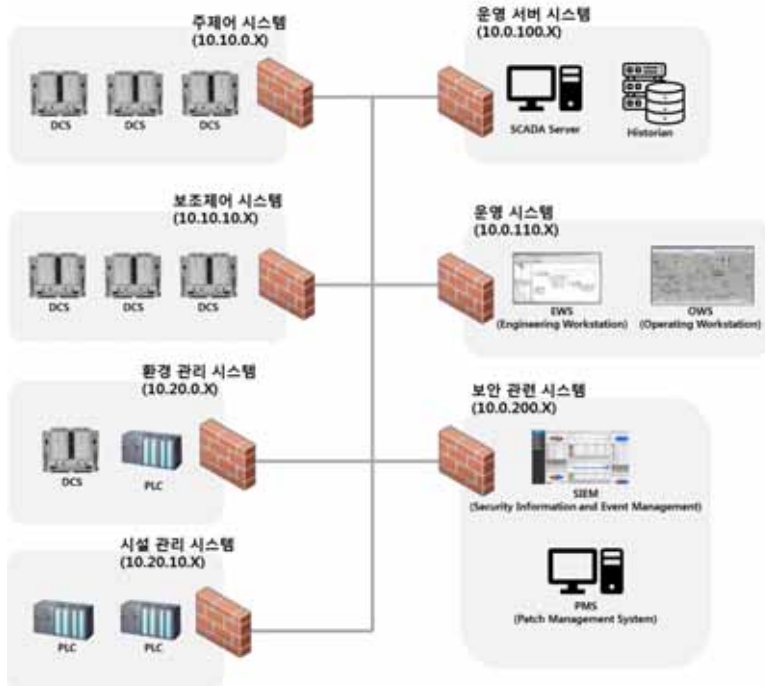 주제어 시스템
(10.10.0.X)
DCS
DCS
DCS
운영 서버 시스템
(10.0.100.X)
SCADA Server
Historian
보조제어 시스템
(10.10.10.X)
DCS
DCS
DCS
운영 시스템
(10.0.110.X)
EWS
(Engineering Workstation)
OWS
(Operating Workstation)
환경 관리 시스템
(10.20.0.X)
DCS
PLC
보안 관련 시스템
(10.0.200.X)
SIEM
(Security Information and Event Management)
PMS
(Patch Management System)
시설 관리 시스템
(10.20.10.X)
PLC
PLC